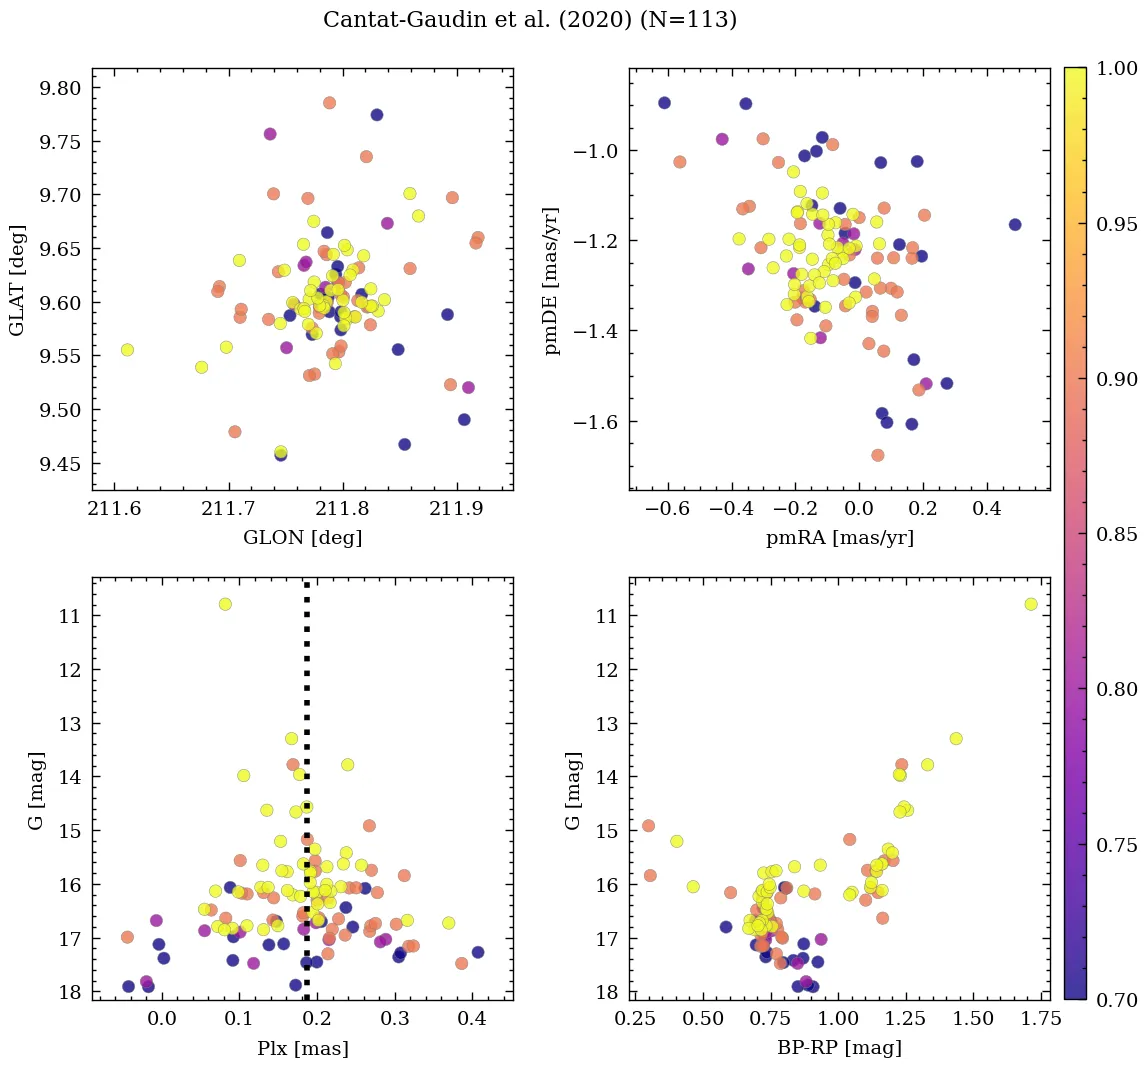 Cantat-Gaudin et al. (2020) (N=113)
9.80
9.75
9.70
9.65
9.60
9.55
9.50
9.45
GLAT [deg]
211.6 211.7 211.8 211.9
GLON [deg]
−1.0
−1.2
−1.4
−1.6
pmDE [mas/yr]
−0.6 −0.4 −0.2 0.0 0.2 0.4
pmRA [mas/yr]
11
12
13
14
15
16
17
18
G [mag]
0.0 0.1 0.2 0.3 0.4
Plx [mas]
11
12
13
14
15
16
17
18
G [mag]
0.25 0.50 0.75 1.00 1.25 1.50 1.75
BP-RP [mag]
1.00
0.95
0.90
0.85
0.80
0.75
0.70